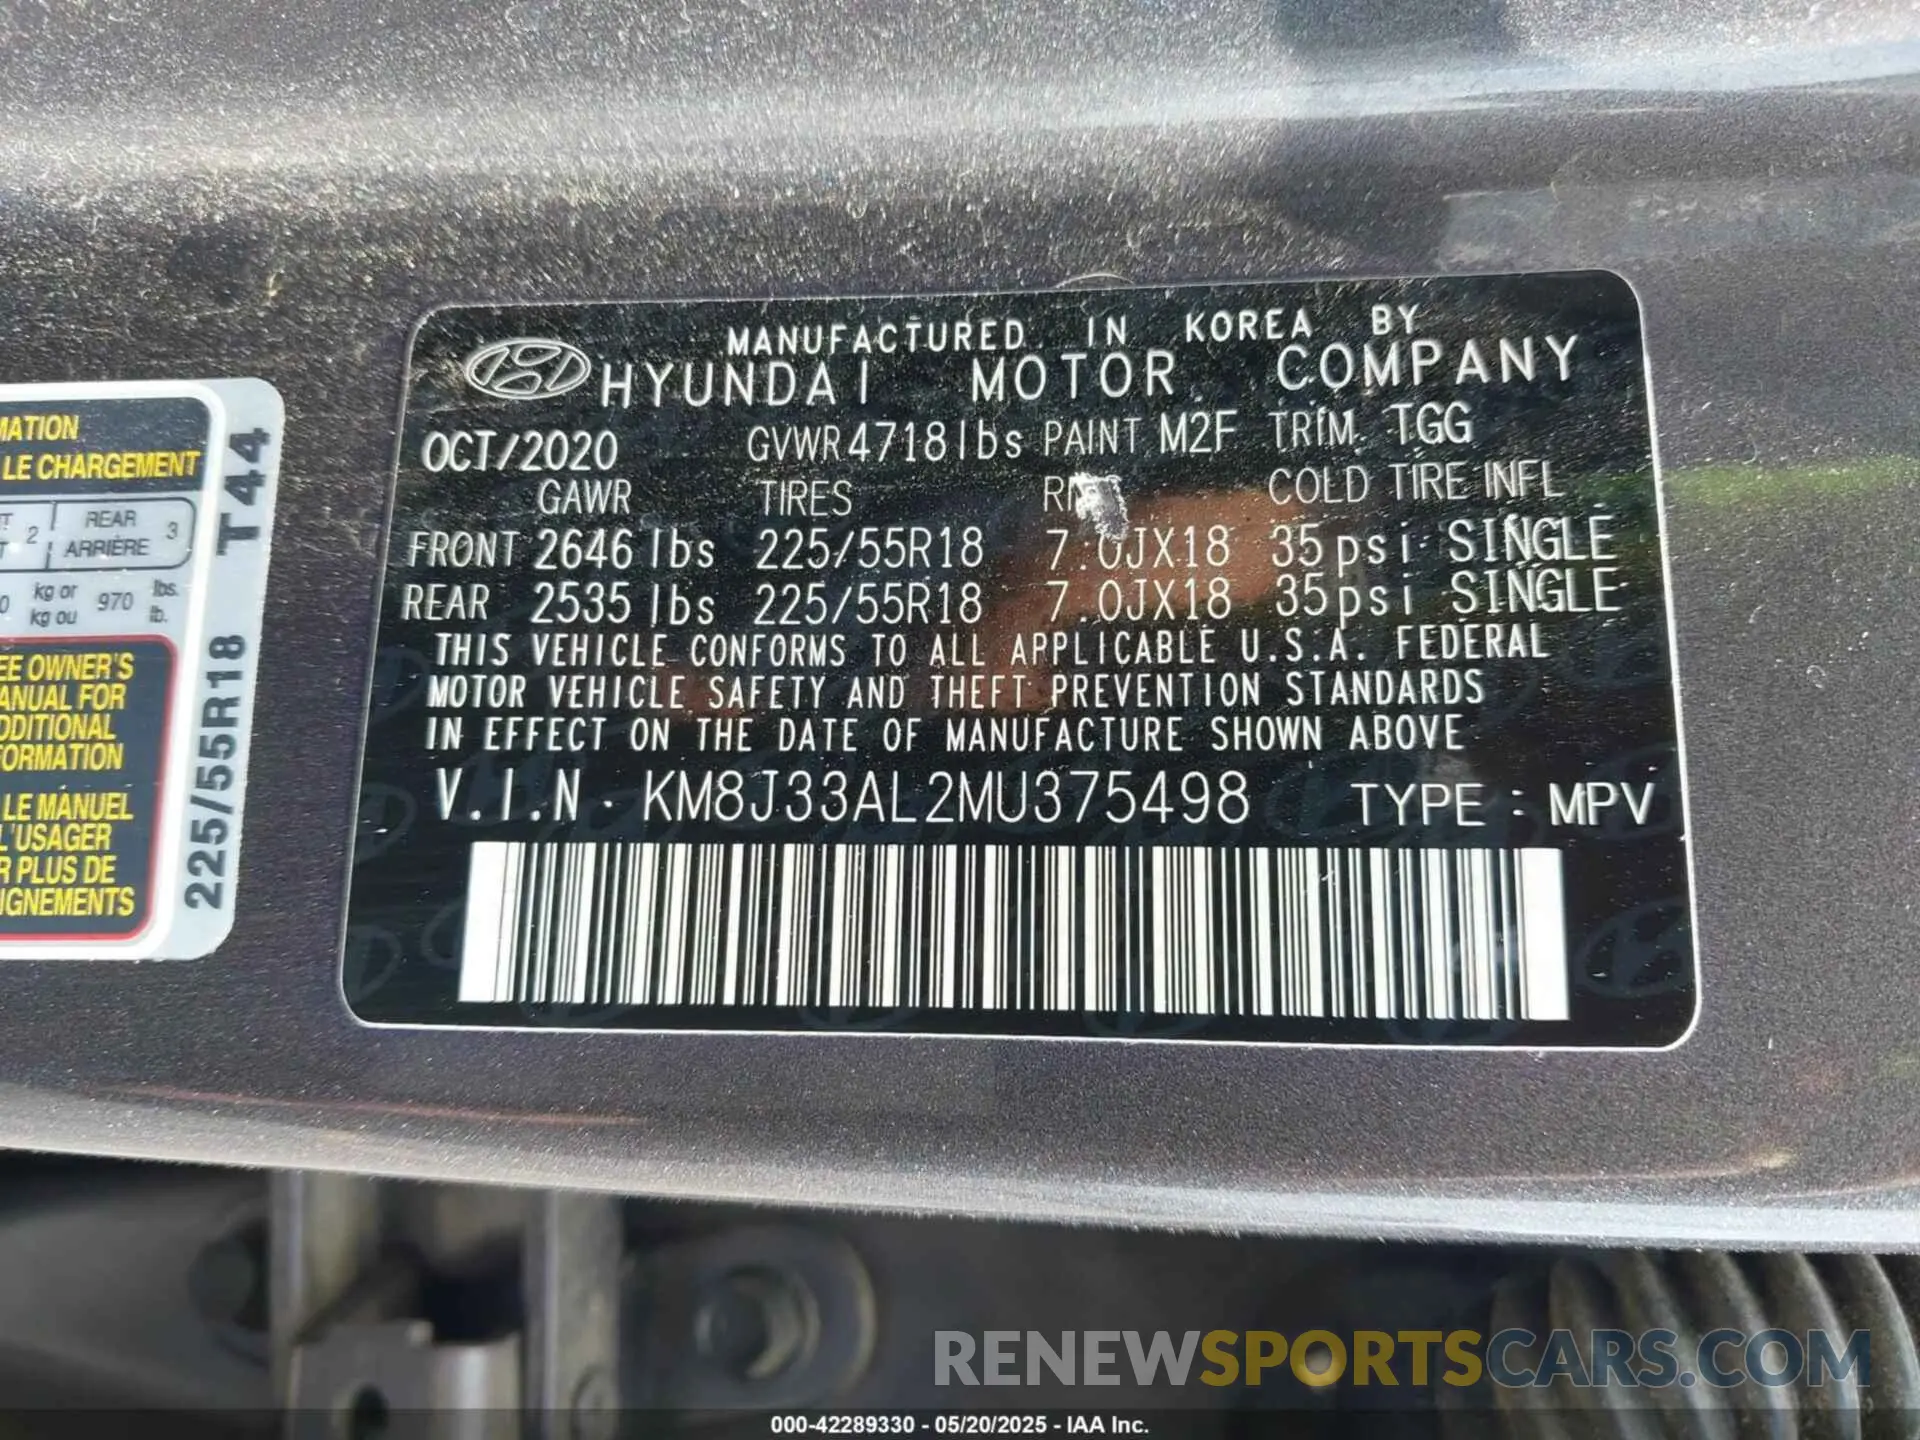 MATION
LE CHARGEMENT
2 REAR 3
ARRIÈRE
kg or 970 lbs.
kg ou lb.
EE OWNER'S
ANUAL FOR
DDITIONAL
FORMATION
LE MANUEL
L'USAGER
R PLUS DE
IGNEMENTS
T44
225/55R18
MANUFACTURED IN KOREA BY
HYUNDAI MOTOR COMPANY
OCT/2020 GVWR 4718lbs PAINT M2F TRIM TGG
GAWR TIRES COLD TIRE INFL
FRONT 2646 lbs 225/55R18 7.0JX18 35psi SINGLE
REAR 2535 lbs 225/55R18 7.0JX18 35psi SINGLE
THIS VEHICLE CONFORMS TO ALL APPLICABLE U.S.A. FEDERAL
MOTOR VEHICLE SAFETY AND THEFT PREVENTION STANDARDS
IN EFFECT ON THE DATE OF MANUFACTURE SHOWN ABOVE
V.I.N. KM8J33AL2MU375498 TYPE : MPV
RENEWSPORTSCARS.COM
000-42289330 - 05/20/2025 - IAA Inc.